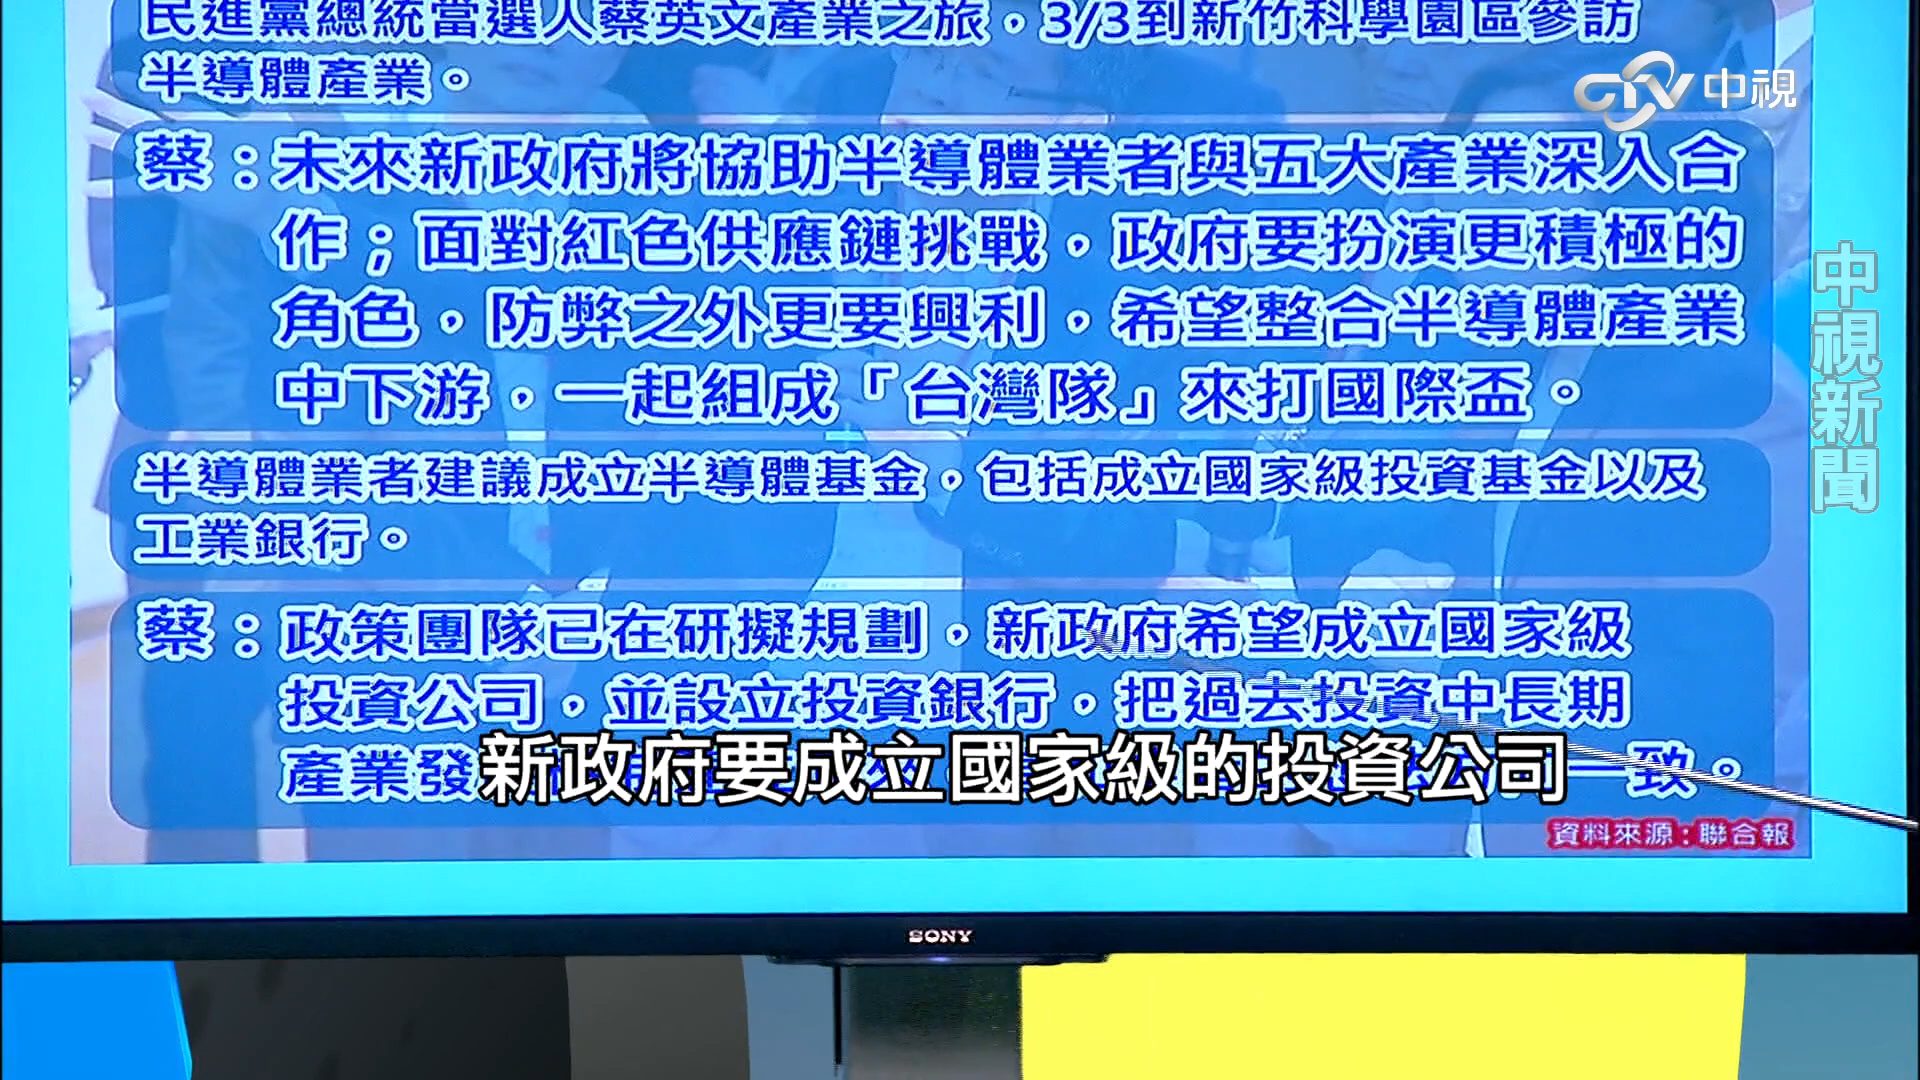 民進黨總統當選人蔡英文產業之旅，3/3到新竹科學園區參訪
半導體產業。
CTV 中視
蔡：未來新政府將協助半導體業者與五大產業深入合
作；面對紅色供應鏈挑戰，政府要扮演更積極的
角色，防弊之外更要興利，希望整合半導體產業
中下游，一起組成「台灣隊」來打國際盃。
中視新聞
半導體業者建議成立半導體基金，包括成立國家級投資基金以及
工業銀行。
蔡：政策團隊已在研擬規劃，新政府希望成立國家級
投資公司，並設立投資銀行，把過去投資中長期
產業發
一致。
新政府要成立國家級的投資公司
資料來源：聯合報
SONY